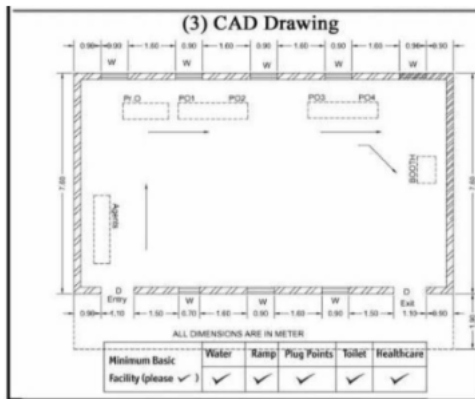 (3) CAD Drawing
0.90 0.90 1.60 0.90 1.60 0.90 1.60 0.90 1.60 0.90 0.90
W W W W W
Pr.O PO1 PO2 PO3 PO4
7.60
7.60
BOOTH
Agents
D D
Entry Exit
W W W
0.90 1.10 1.50 0.70 1.60 0.90 1.60 0.90 1.50 1.10 0.90
ALL DIMENSIONS ARE IN METER
Minimum Basic
Facility (please ✓ )
Water Ramp Plug Points Toilet Healthcare
✓ ✓ ✓ ✓ ✓